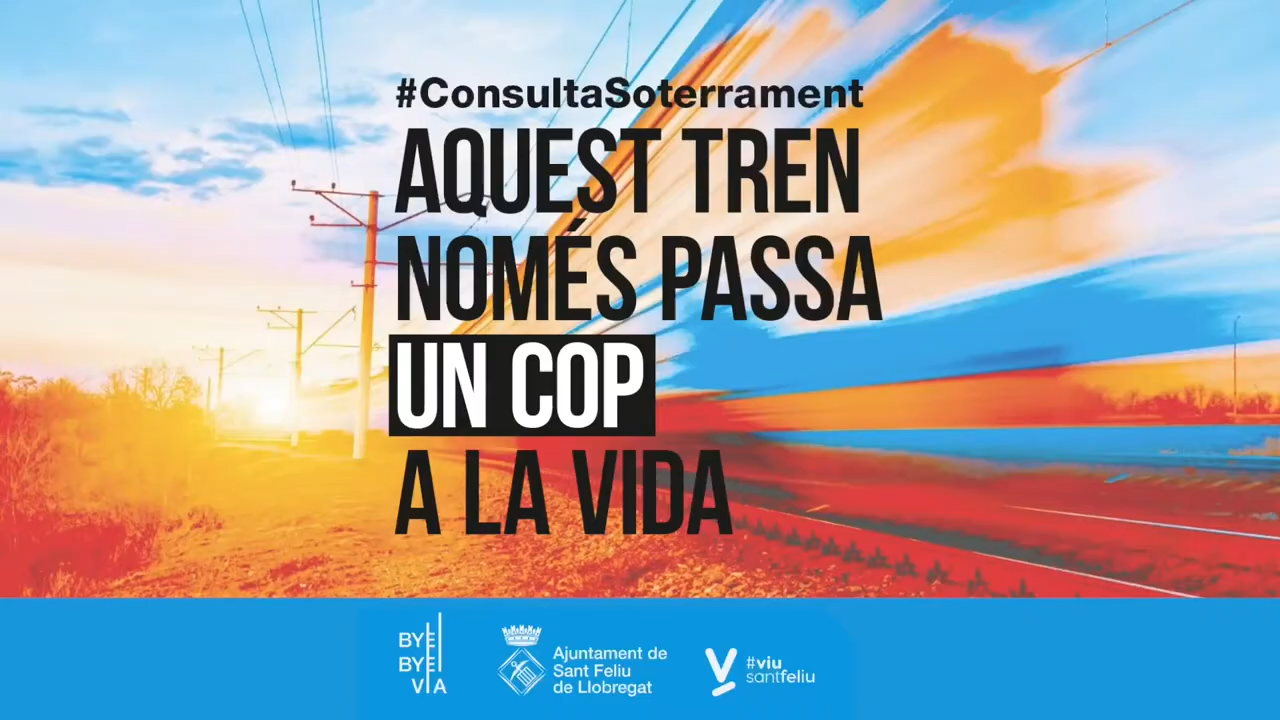 #ConsultaSoterrament
AQUEST TREN
NOMÉS PASSA
UN COP
A LA VIDA
BYE
BYE
VIA
Ajuntament de
Sant Feliu
de Llobregat
#viu
santfeliu